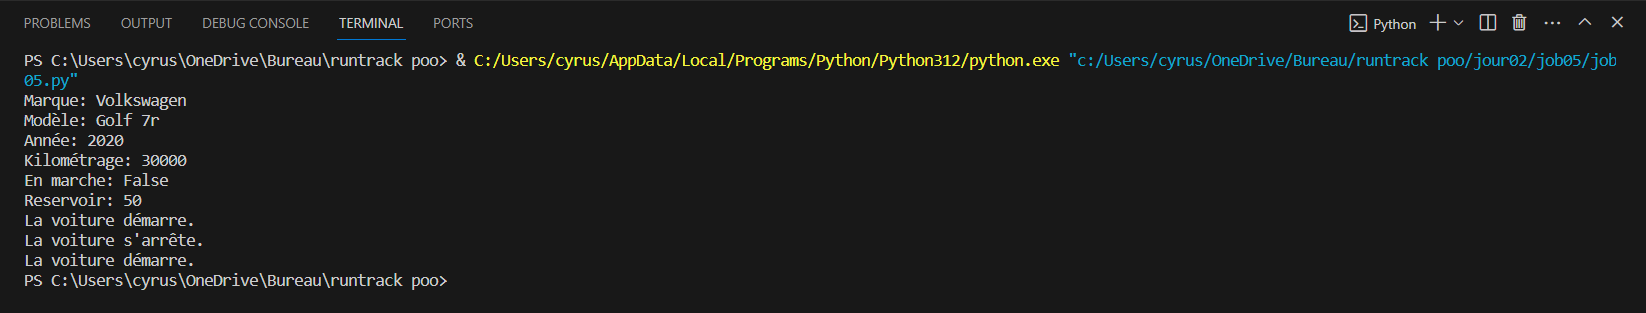 PROBLEMS OUTPUT DEBUG CONSOLE TERMINAL PORTS Python
PS C:\Users\cyrus\OneDrive\Bureau\runtrack poo> & C:/Users/cyrus/AppData/Local/Programs/Python/Python312/python.exe "c:/Users/cyrus/OneDrive/Bureau/runtrack poo/jour02/job05/job
05.py"
Marque: Volkswagen
Modèle: Golf 7r
Année: 2020
Kilométrage: 30000
En marche: False
Reservoir: 50
La voiture démarre.
La voiture s'arrête.
La voiture démarre.
PS C:\Users\cyrus\OneDrive\Bureau\runtrack poo>